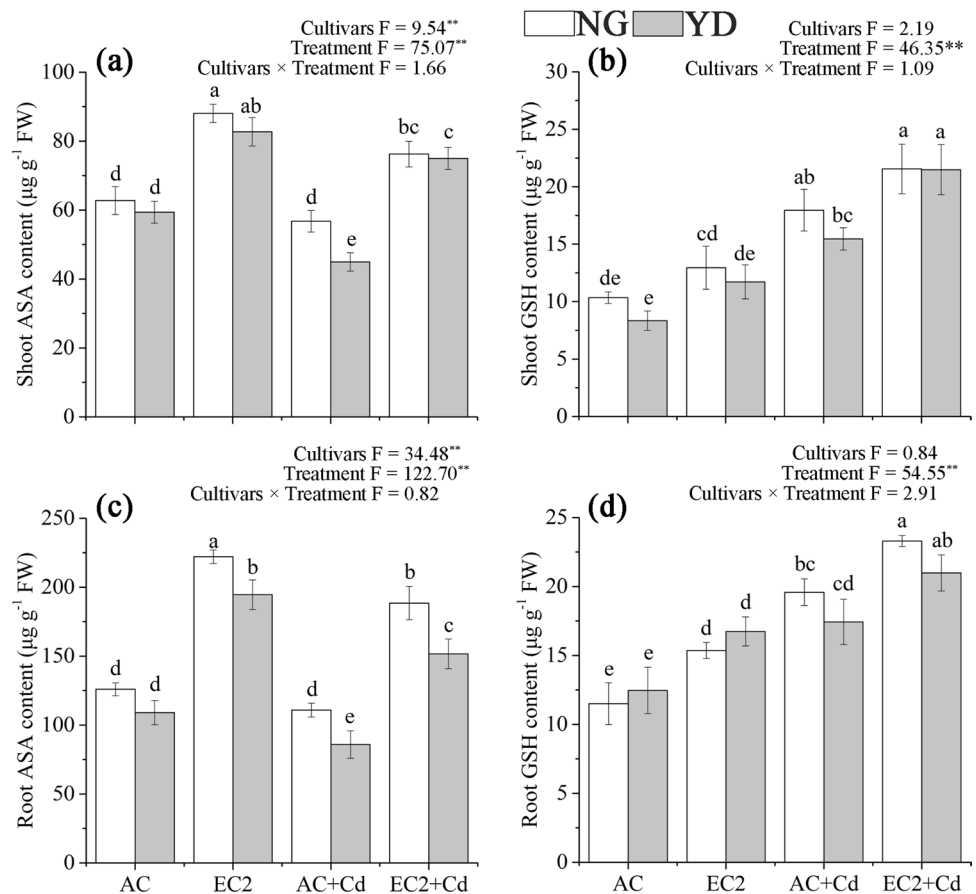 NG YD
Cultivars F = 9.54**
Treatment F = 75.07**
Cultivars × Treatment F = 1.66
(a)
Shoot ASA content (μg g-1 FW)
100
80
60
40
20
0
d d a ab d e bc c
Cultivars F = 2.19
Treatment F = 46.35**
Cultivars × Treatment F = 1.09
(b)
Shoot GSH content (μg g-1 FW)
30
25
20
15
10
5
0
de e cd de ab bc a a
Cultivars F = 34.48**
Treatment F = 122.70**
Cultivars × Treatment F = 0.82
(c)
Root ASA content (μg g-1 FW)
250
200
150
100
50
0
d d a b d e b c
AC EC2 AC+Cd EC2+Cd
Cultivars F = 0.84
Treatment F = 54.55**
Cultivars × Treatment F = 2.91
(d)
Root GSH content (μg g-1 FW)
25
20
15
10
5
0
e e d d bc cd a ab
AC EC2 AC+Cd EC2+Cd